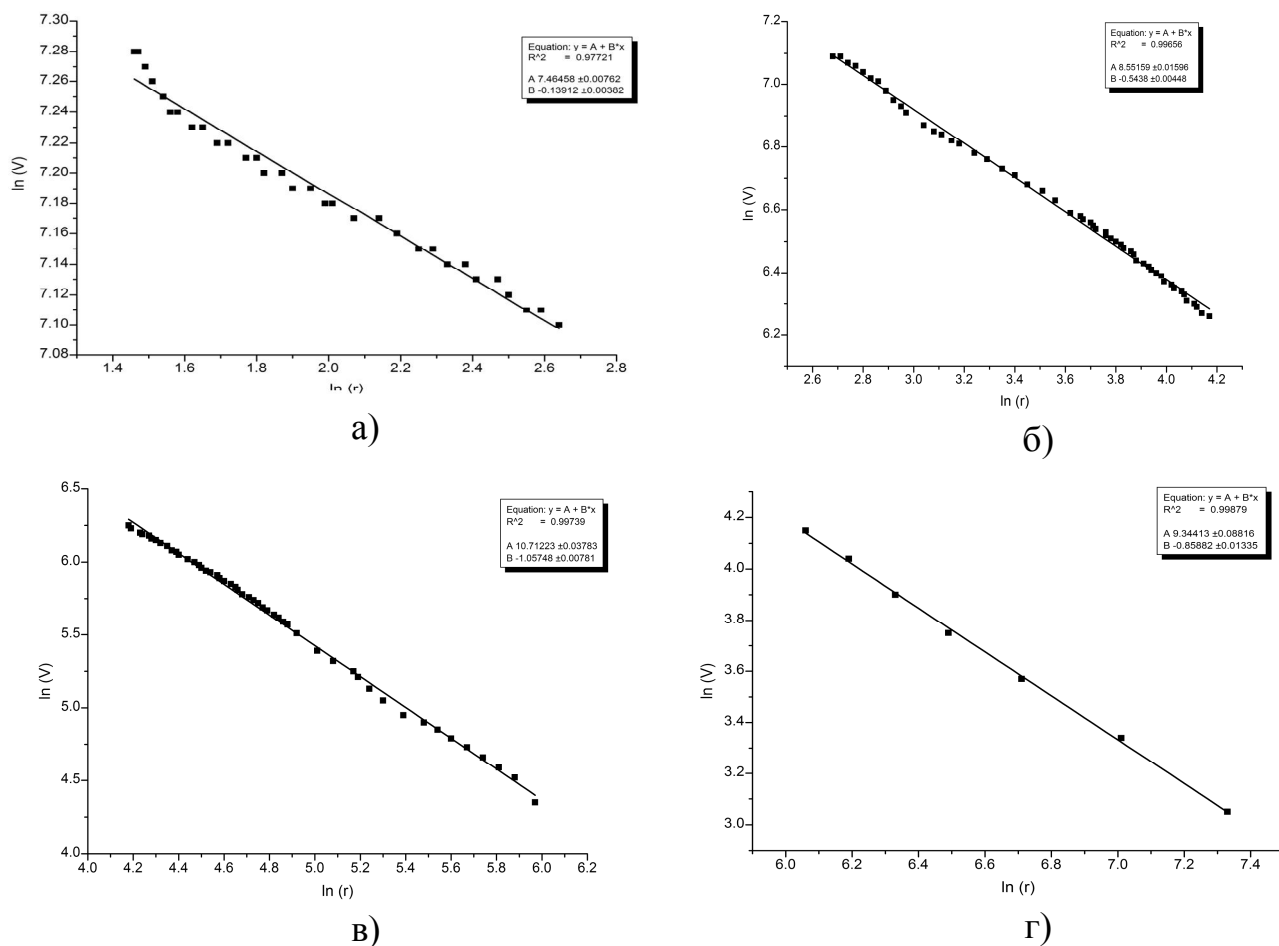 7.30
7.28
7.26
7.24
7.22
7.20
7.18
7.16
7.14
7.12
7.10
7.08
ln (V)
1.4 1.6 1.8 2.0 2.2 2.4 2.6 2.8
ln (r)
Equation: y = A + B*x
R^2 = 0.97721
A 7.46458 ±0.00762
B -0.13912 ±0.00362
а)
7.2
7.0
6.8
6.6
6.4
6.2
ln (V)
2.6 2.8 3.0 3.2 3.4 3.6 3.8 4.0 4.2
ln (r)
Equation: y = A + B*x
R^2 = 0.99656
A 8.55159 ±0.01596
B -0.5438 ±0.00448
б)
6.5
6.0
5.5
5.0
4.5
4.0
ln (V)
4.0 4.2 4.4 4.6 4.8 5.0 5.2 5.4 5.6 5.8 6.0 6.2
ln (r)
Equation: y = A + B*x
R^2 = 0.99739
A 10.71223 ±0.03783
B -1.05748 ±0.00781
в)
4.2
4.0
3.8
3.6
3.4
3.2
3.0
ln (V)
6.0 6.2 6.4 6.6 6.8 7.0 7.2 7.4
ln (r)
Equation: y = A + B*x
R^2 = 0.99879
A 9.34413 ±0.08816
B -0.85882 ±0.01335
г)